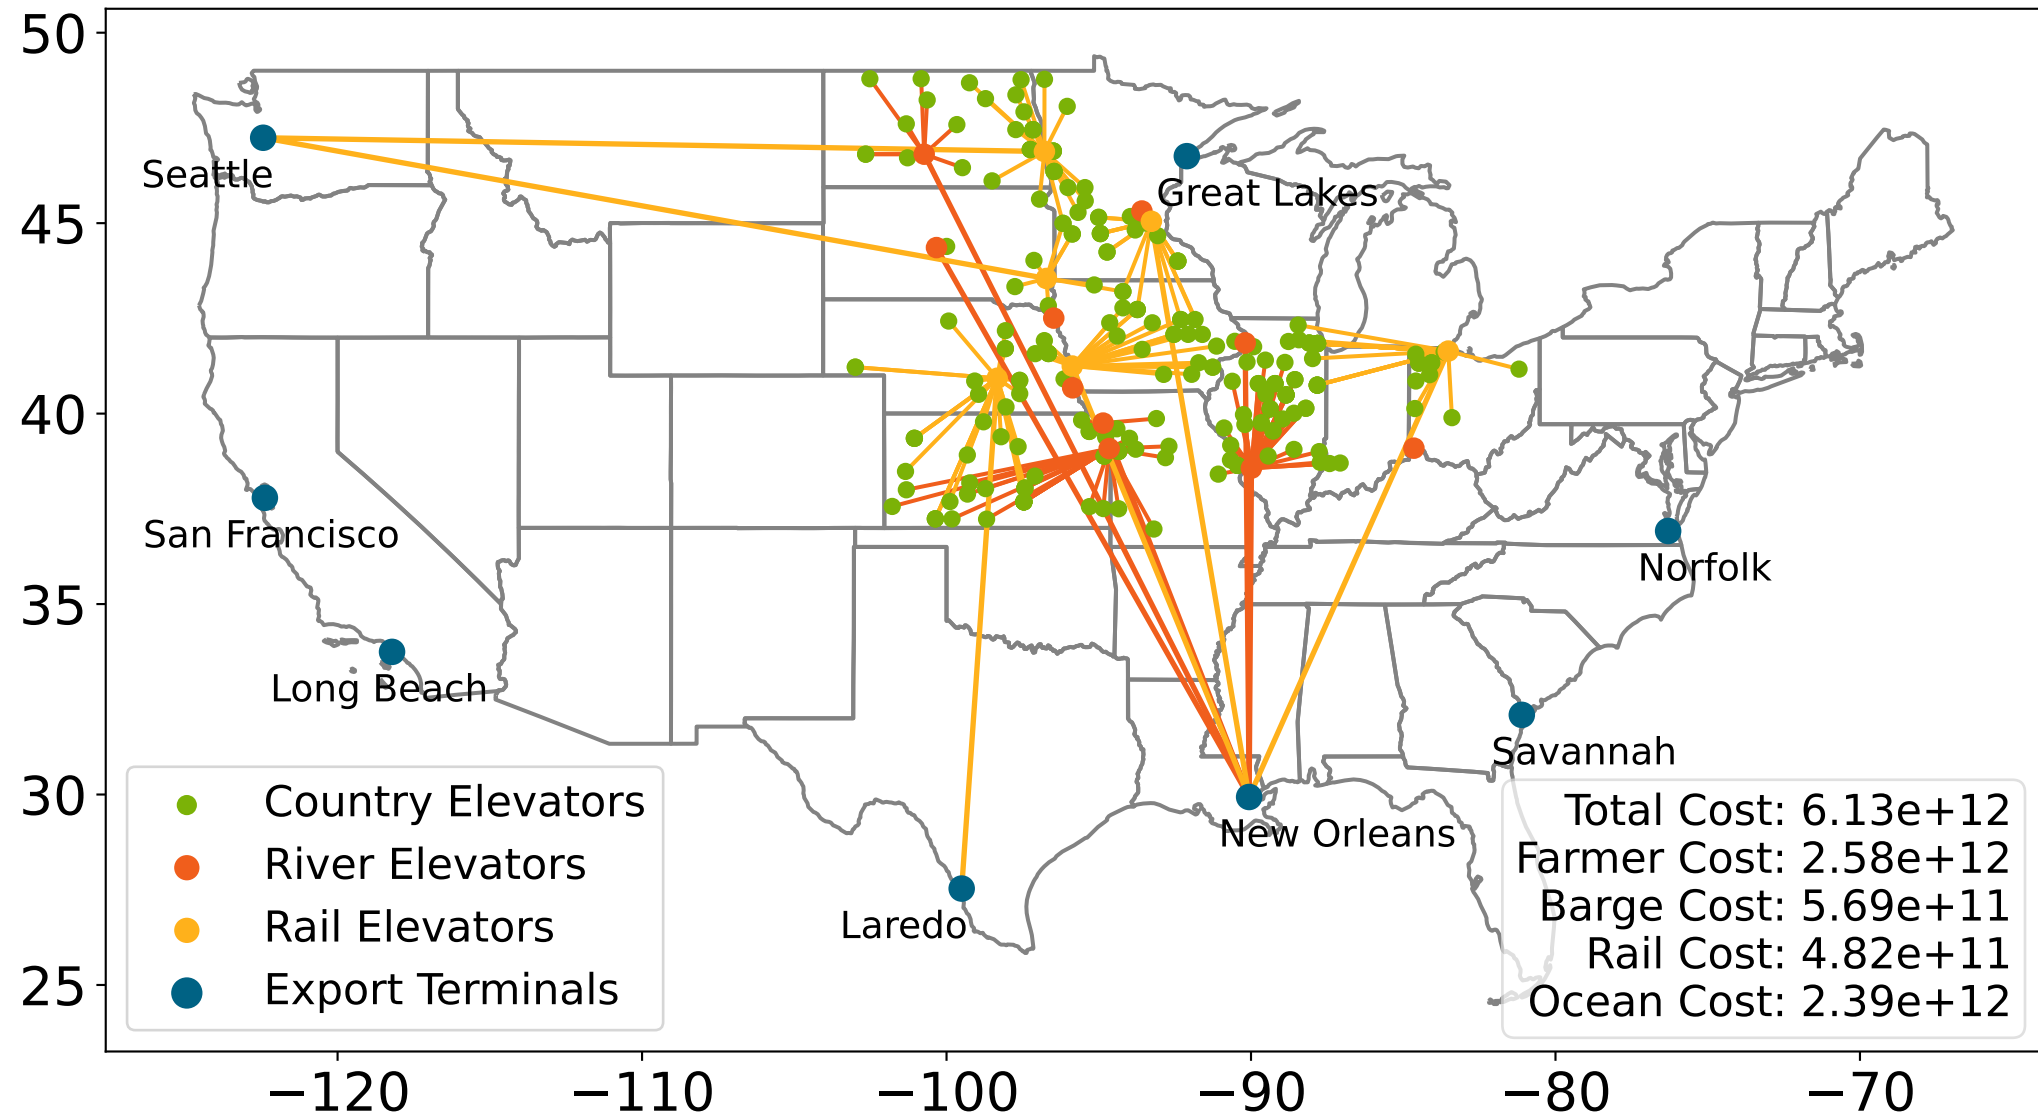 50
45
40
35
30
25
Seattle
Great Lakes
San Francisco
Norfolk
Long Beach
Savannah
New Orleans
Laredo
Country Elevators
River Elevators
Rail Elevators
Export Terminals
Total Cost: 6.13e+12
Farmer Cost: 2.58e+12
Barge Cost: 5.69e+11
Rail Cost: 4.82e+11
Ocean Cost: 2.39e+12
−120 −110 −100 −90 −80 −70